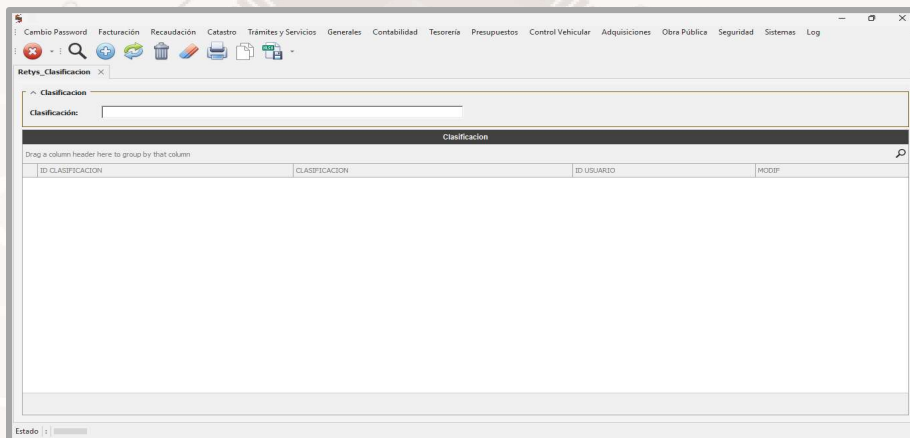 Cambio Password Facturación Recaudación Catastro Trámites y Servicios Generales Contabilidad Tesorería Presupuestos Control Vehicular Adquisiciones Obra Pública Seguridad Sistemas Log
Retys_Clasificacion
Clasificacion
Clasificación:
Clasificacion
Drag a column header here to group by that column
ID CLASIFICACION CLASIFICACION ID USUARIO MODIF
Estado :